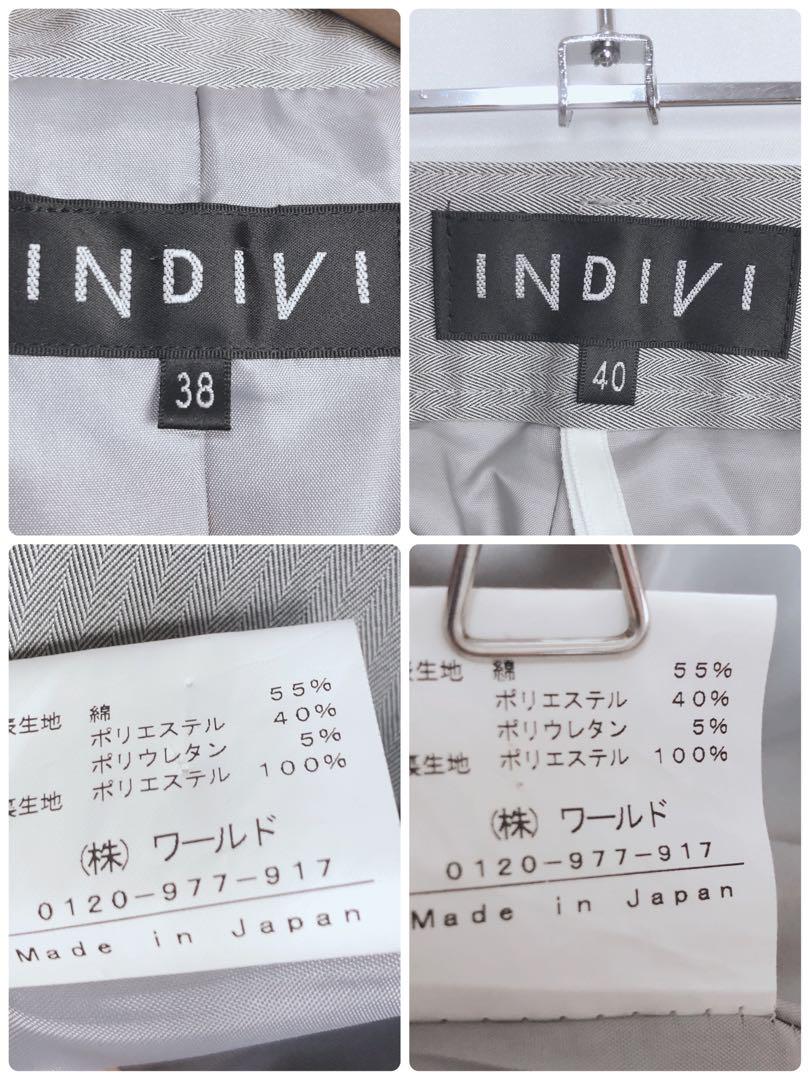 INDIVI
38
INDIVI
40
表生地 綿 55%
ポリエステル 40%
ポリウレタン 5%
裏生地 ポリエステル 100%
(株) ワールド
0120-977-917
Made in Japan
表生地 綿 55%
ポリエステル 40%
ポリウレタン 5%
裏生地 ポリエステル 100%
(株) ワールド
0120-977-917
Made in Japan